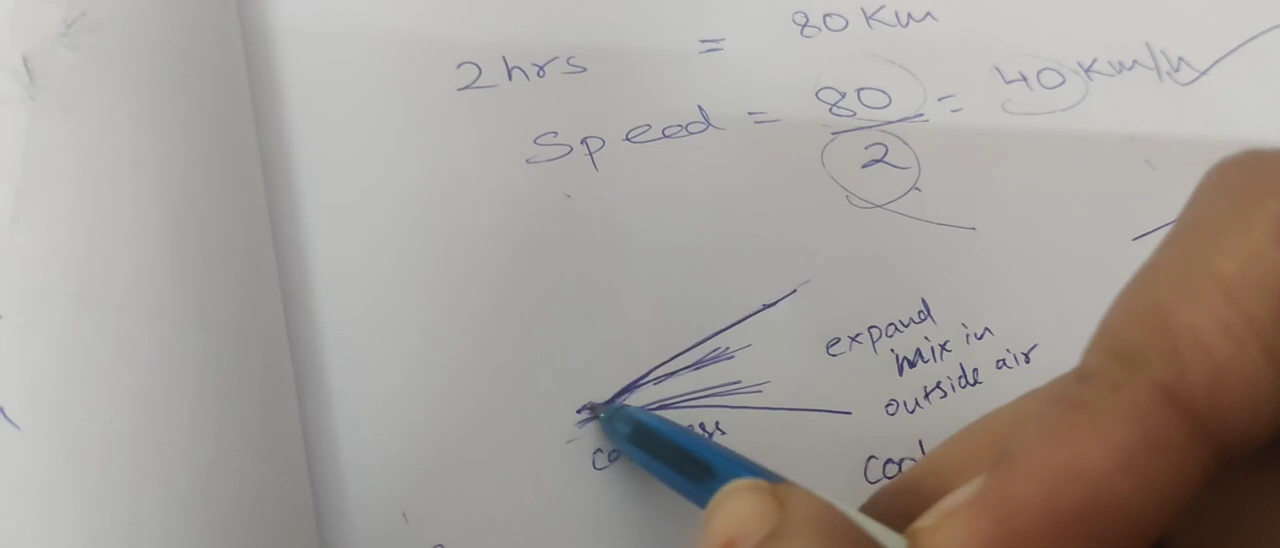 80 Km
2 hrs =
Speed = 80/2 = 40 Km/h
expand
mix in
outside air